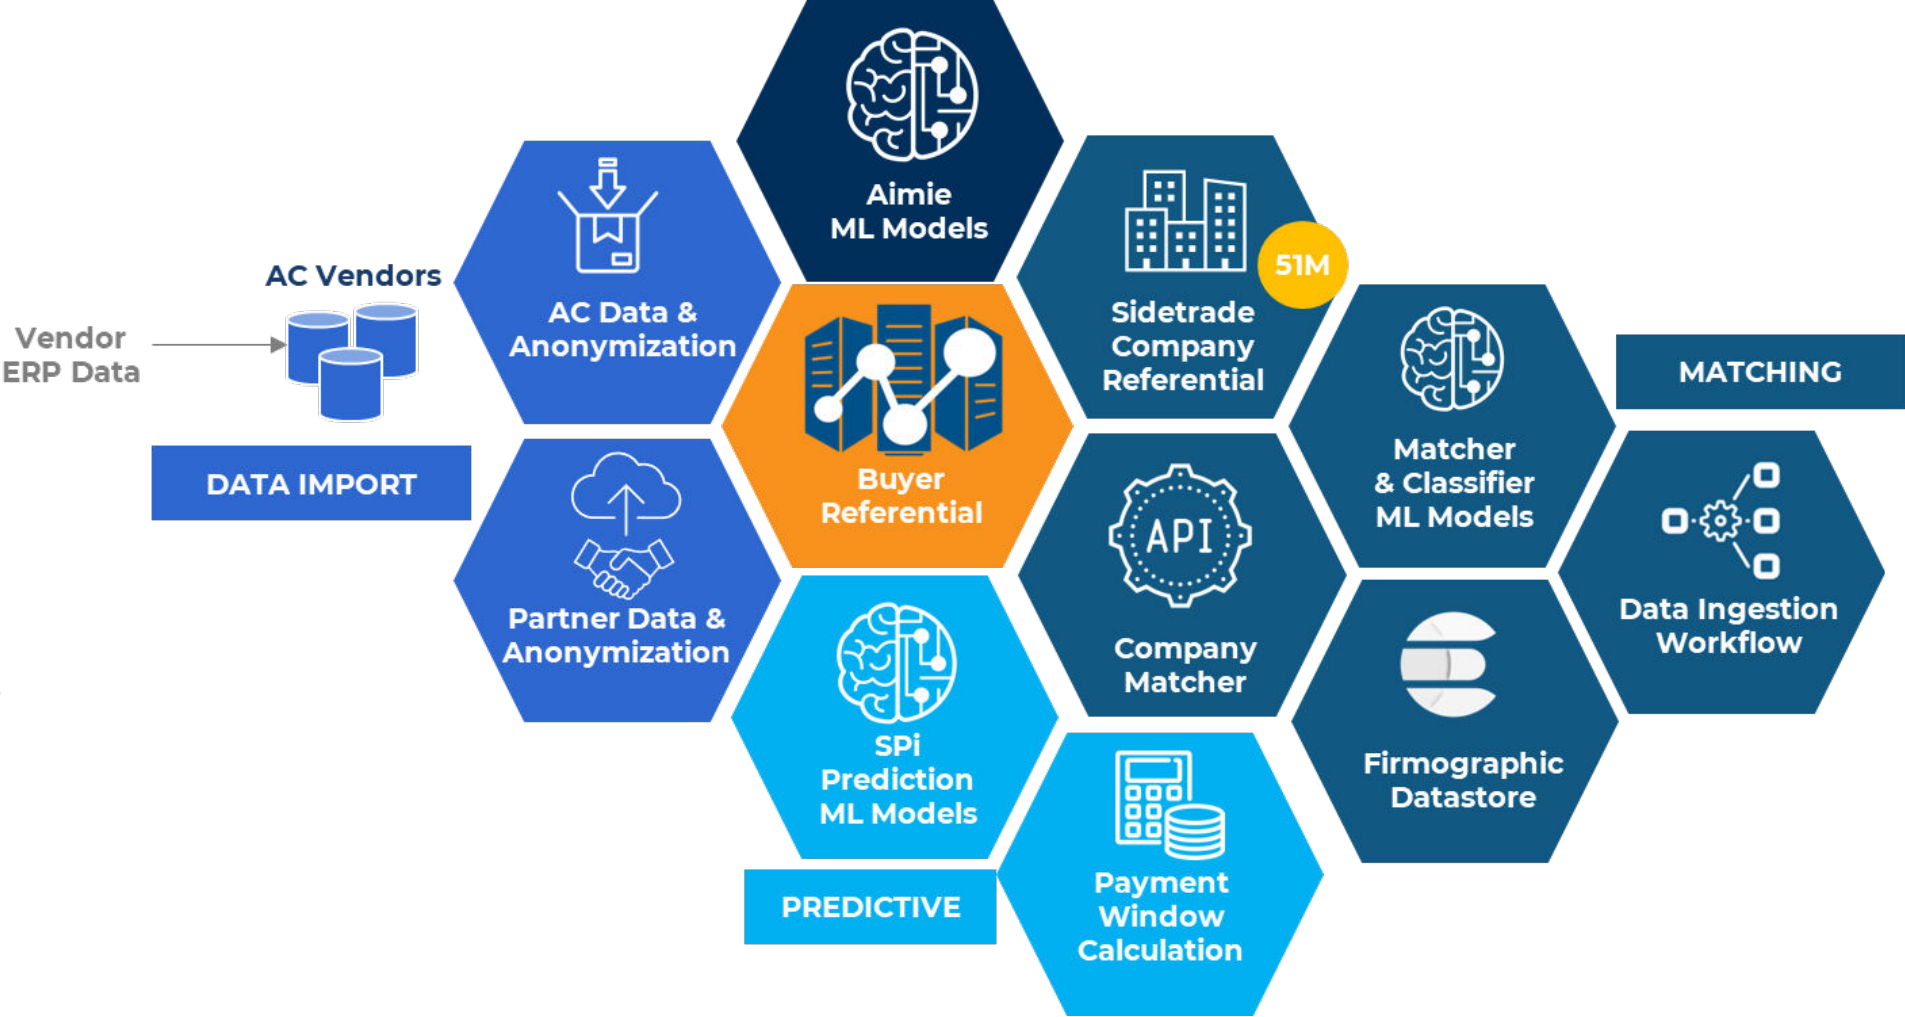 Aimie
ML Models
AC Vendors
Vendor
ERP Data
DATA IMPORT
AC Data &
Anonymization
Partner Data &
Anonymization
Buyer
Referential
Sidetrade
Company
Referential
51M
Matcher
& Classifier
ML Models
MATCHING
API
Company
Matcher
Data Ingestion
Workflow
Firmographic
Datastore
SPi
Prediction
ML Models
PREDICTIVE
Payment
Window
Calculation